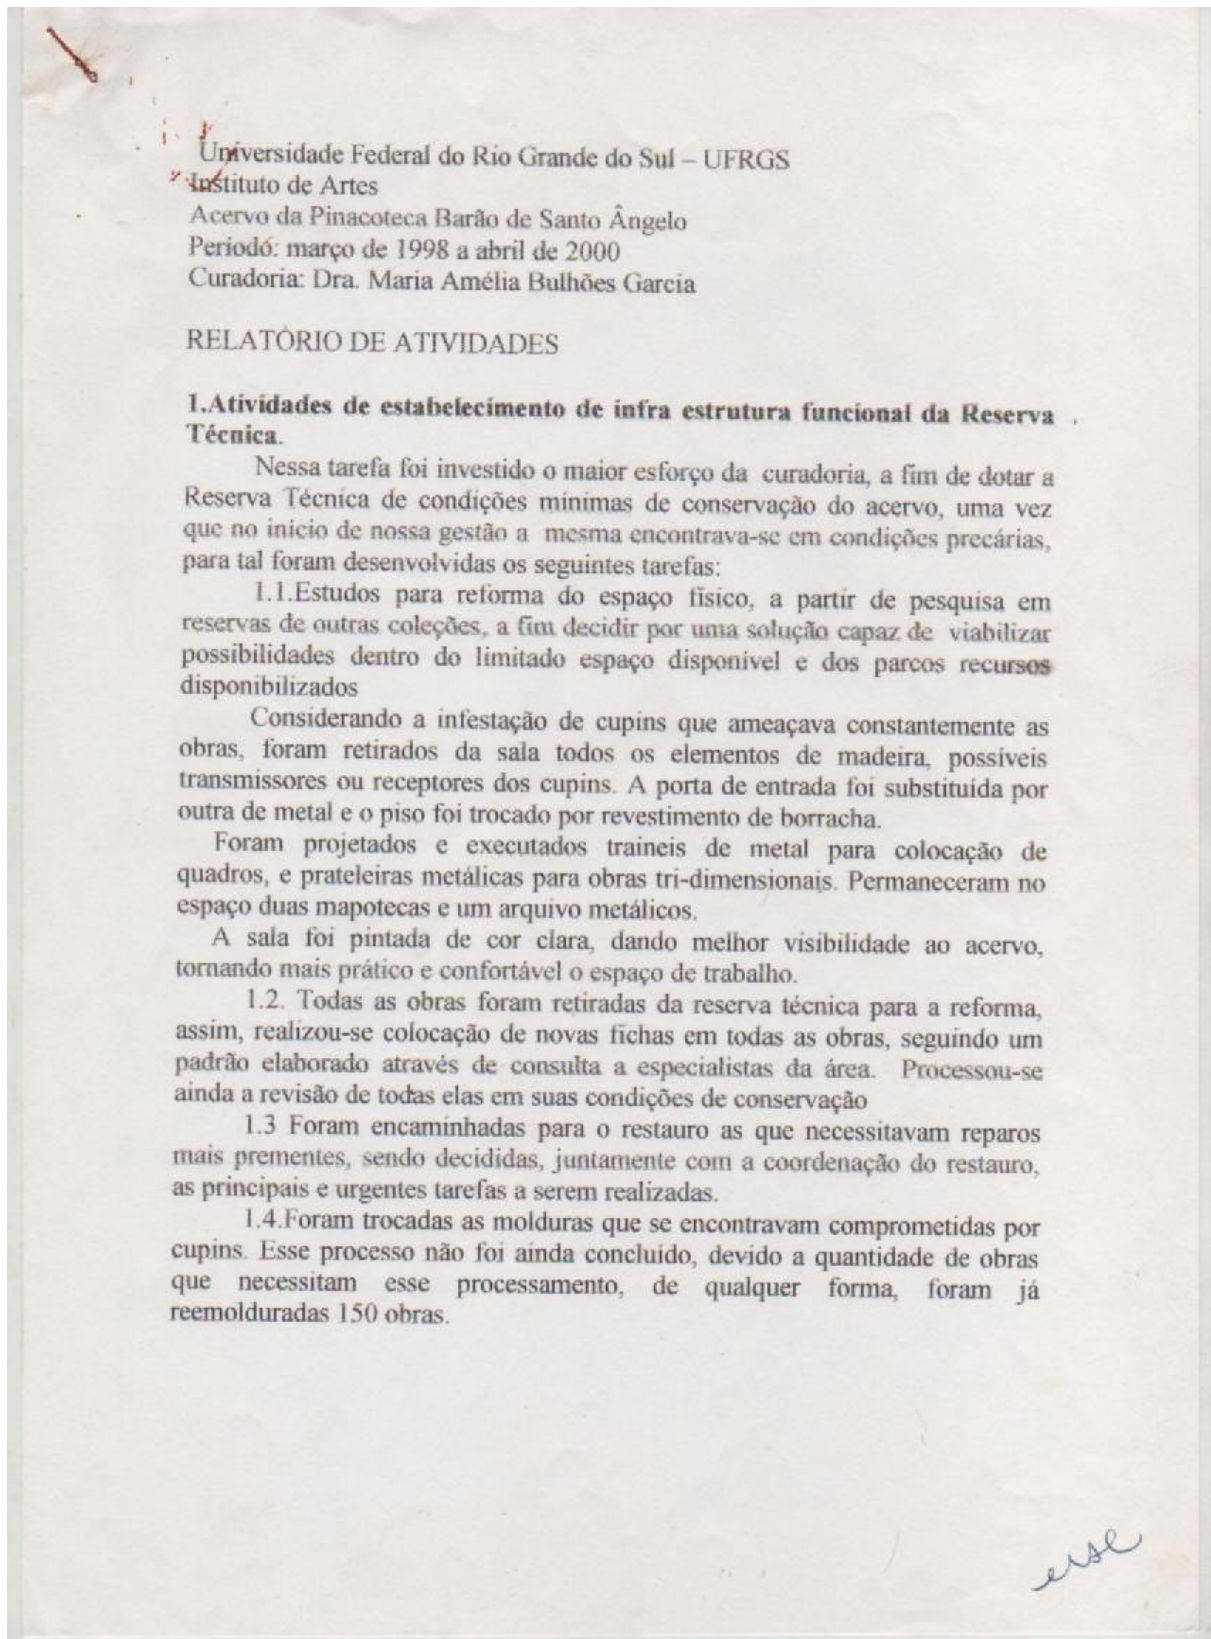 Universidade Federal do Rio Grande do Sul – UFRGS
Instituto de Artes
Acervo da Pinacoteca Barão de Santo Ângelo
Periodó: março de 1998 a abril de 2000
Curadoria: Dra. Maria Amélia Bulhões Garcia
RELATÓRIO DE ATIVIDADES
1.Atividades de estabelecimento de infra estrutura funcional da Reserva
Técnica.
Nessa tarefa foi investido o maior esforço da curadoria, a fim de dotar a
Reserva Técnica de condições mínimas de conservação do acervo, uma vez
que no inicio de nossa gestão a mesma encontrava-se em condições precárias,
para tal foram desenvolvidas os seguintes tarefas:
1.1.Estudos para reforma do espaço físico, a partir de pesquisa em
reservas de outras coleções, a fim decidir por uma solução capaz de viabilizar
possibilidades dentro do limitado espaço disponível e dos parcos recursos
disponibilizados
Considerando a infestação de cupins que ameaçava constantemente as
obras, foram retirados da sala todos os elementos de madeira, possíveis
transmissores ou receptores dos cupins. A porta de entrada foi substituída por
outra de metal e o piso foi trocado por revestimento de borracha.
Foram projetados e executados traineis de metal para colocação de
quadros, e prateleiras metálicas para obras tri-dimensionais. Permaneceram no
espaço duas mapotecas e um arquivo metálicos.
A sala foi pintada de cor clara, dando melhor visibilidade ao acervo,
tornando mais prático e confortável o espaço de trabalho.
1.2. Todas as obras foram retiradas da reserva técnica para a reforma,
assim, realizou-se colocação de novas fichas em todas as obras, seguindo um
padrão elaborado através de consulta a especialistas da área. Processou-se
ainda a revisão de todas elas em suas condições de conservação
1.3 Foram encaminhadas para o restauro as que necessitavam reparos
mais prementes, sendo decididas, juntamente com a coordenação do restauro,
as principais e urgentes tarefas a serem realizadas.
1.4.Foram trocadas as molduras que se encontravam comprometidas por
cupins. Esse processo não foi ainda concluído, devido a quantidade de obras
que necessitam esse processamento, de qualquer forma, foram já
reemolduradas 150 obras.